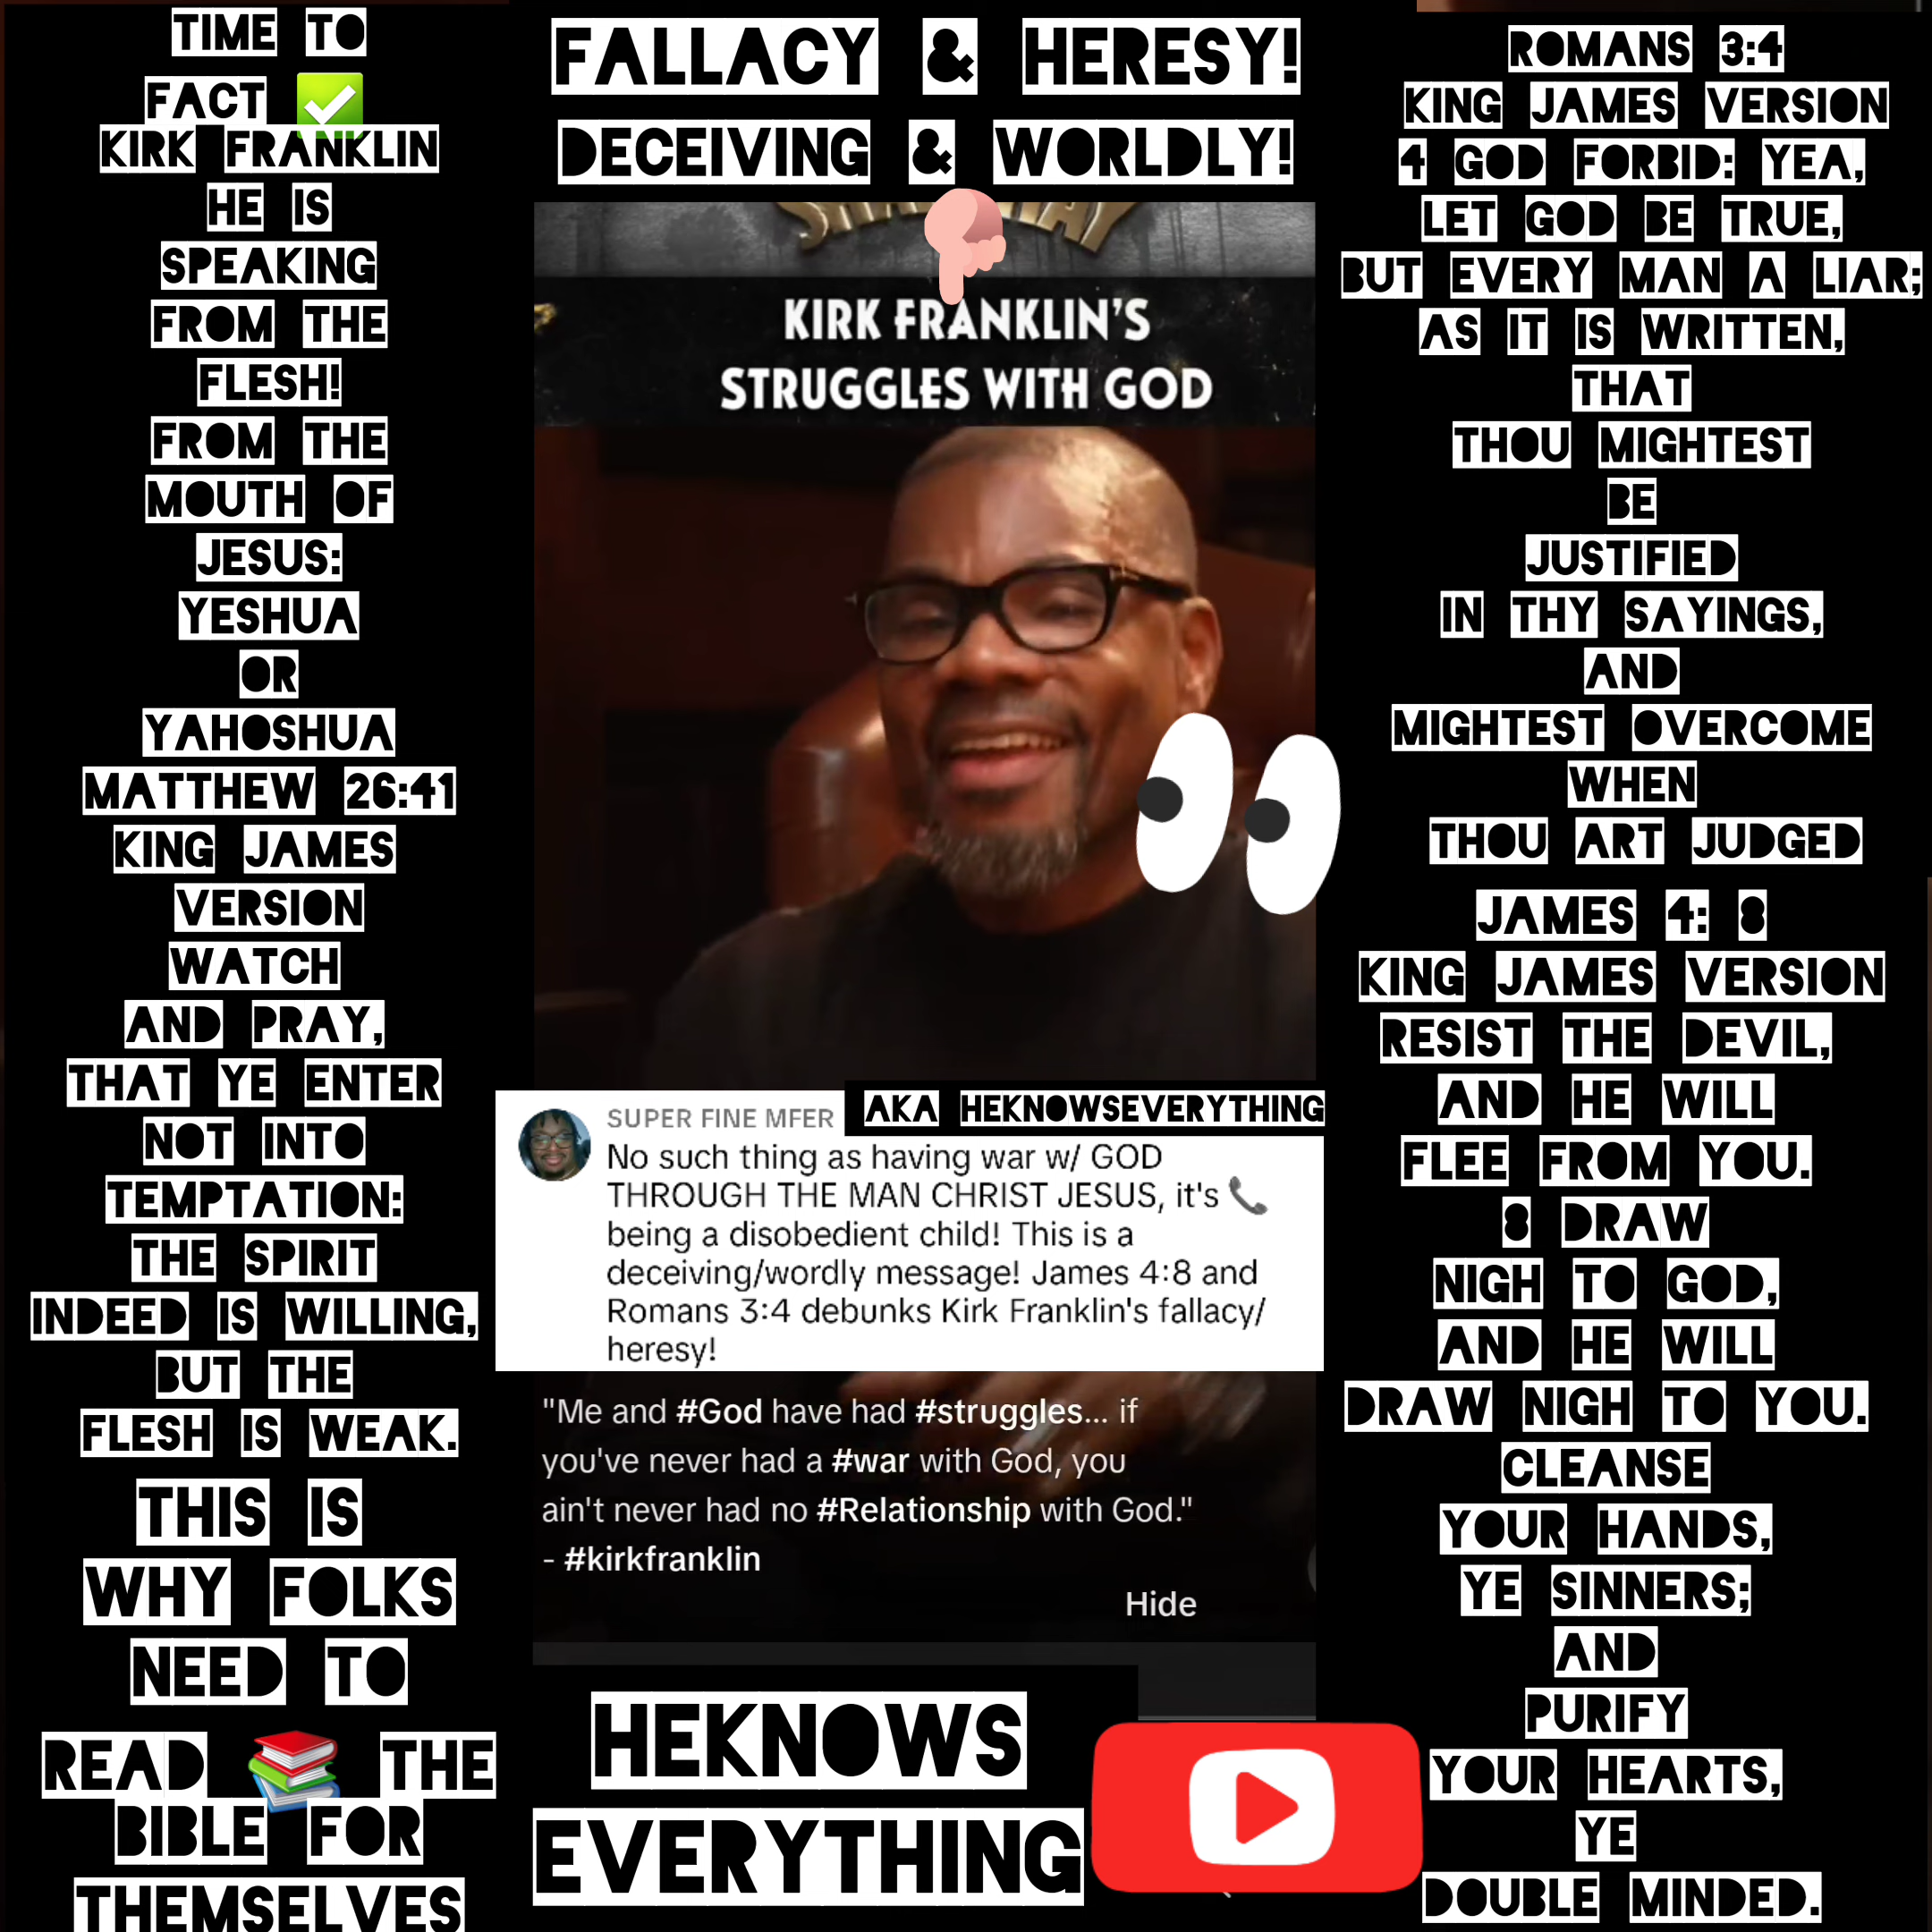 TIME TO
FACT
KIRK FRANKLIN
HE IS
SPEAKING
FROM THE
FLESH!
FROM THE
MOUTH OF
JESUS:
YESHUA
OR
YAHOSHUA
MATTHEW 26:41
KING JAMES
VERSION
WATCH
AND PRAY,
THAT YE ENTER
NOT INTO
TEMPTATION:
THE SPIRIT
INDEED IS WILLING,
BUT THE
FLESH IS WEAK.
THIS IS
WHY FOLKS
NEED TO
READ THE
BIBLE FOR
THEMSELVES
FALLACY & HERESY!
DECEIVING & WORLDLY!
KIRK FRANKLIN'S
STRUGGLES WITH GOD
SUPER FINE MFER
AKA HEKNOWSEVERYTHING
No such thing as having war w/ GOD
THROUGH THE MAN CHRIST JESUS, it's
being a disobedient child! This is a
deceiving/wordly message! James 4:8 and
Romans 3:4 debunks Kirk Franklin's fallacy/
heresy!
"Me and #God have had #struggles... if
you've never had a #war with God, you
ain't never had no #Relationship with God."
- #kirkfranklin
Hide
HEKNOWS
EVERYTHING
ROMANS 3:4
KING JAMES VERSION
4 GOD FORBID: YEA,
LET GOD BE TRUE,
BUT EVERY MAN A LIAR;
AS IT IS WRITTEN,
THAT
THOU MIGHTEST
BE
JUSTIFIED
IN THY SAYINGS,
AND
MIGHTEST OVERCOME
WHEN
THOU ART JUDGED
JAMES 4: 8
KING JAMES VERSION
RESIST THE DEVIL,
AND HE WILL
FLEE FROM YOU.
8 DRAW
NIGH TO GOD,
AND HE WILL
DRAW NIGH TO YOU.
CLEANSE
YOUR HANDS,
YE SINNERS;
AND
PURIFY
YOUR HEARTS,
YE
DOUBLE MINDED.